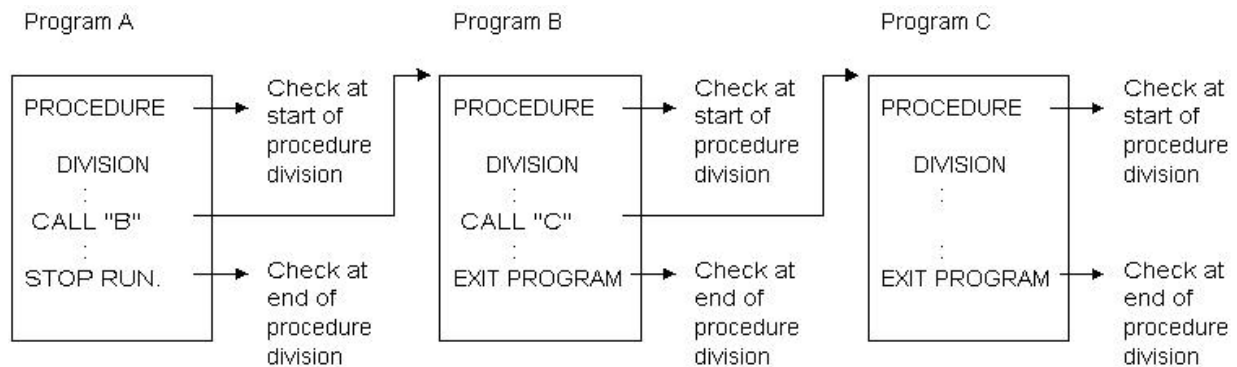 Program A
PROCEDURE
DIVISION
:
CALL "B"
:
STOP RUN.
Check at
start of
procedure
division
Check at
end of
procedure
division
Program B
PROCEDURE
DIVISION
:
CALL "C"
:
EXIT PROGRAM
Check at
start of
procedure
division
Check at
end of
procedure
division
Program C
PROCEDURE
DIVISION
:
:
EXIT PROGRAM
Check at
start of
procedure
division
Check at
end of
procedure
division